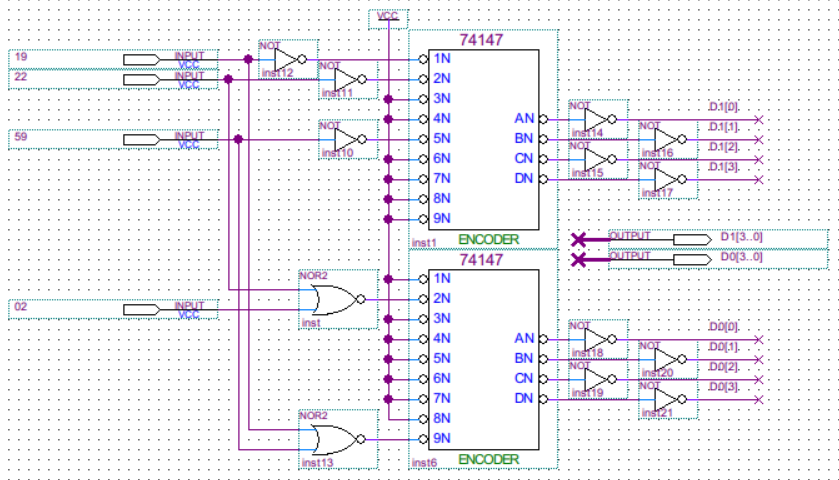 VCC
74147
19 INPUT VCC
NOT inst12
22 INPUT VCC
NOT inst11
59 INPUT VCC
NOT inst10
1N
2N
3N
4N
5N
6N
7N
8N
9N
AN
BN
CN
DN
inst1 ENCODER
NOT inst14
NOT inst16
NOT inst15
NOT inst17
D1[0]
D1[1]
D1[2]
D1[3]
OUTPUT D1[3..0]
OUTPUT D0[3..0]
74147
02 INPUT VCC
NOR2
inst
NOR2
inst13
1N
2N
3N
4N
5N
6N
7N
8N
9N
AN
BN
CN
DN
inst6 ENCODER
NOT inst18
NOT inst20
NOT inst19
NOT inst21
D0[0]
D0[1]
D0[2]
D0[3]